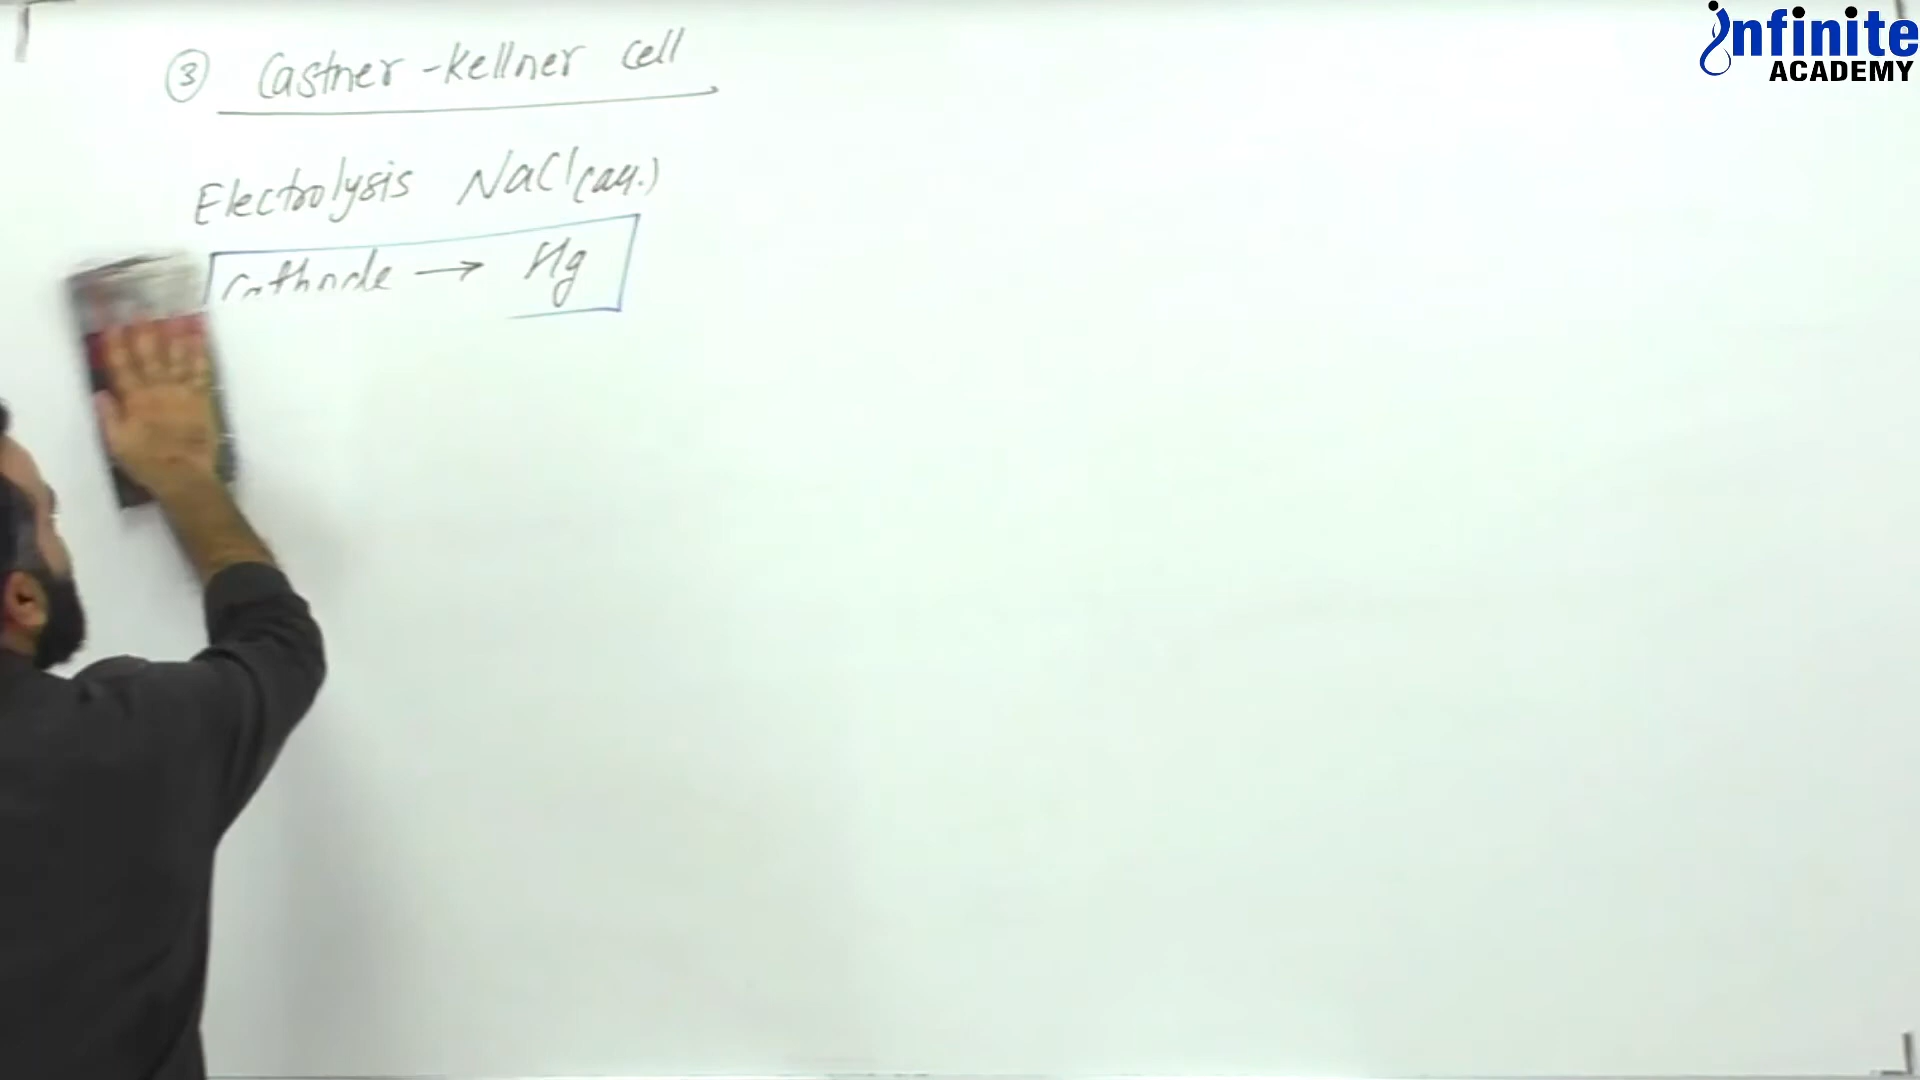 ③ Castner-Kellner Cell
Electrolysis NaCl(aq.)
Cathode → Hg
infinite
ACADEMY